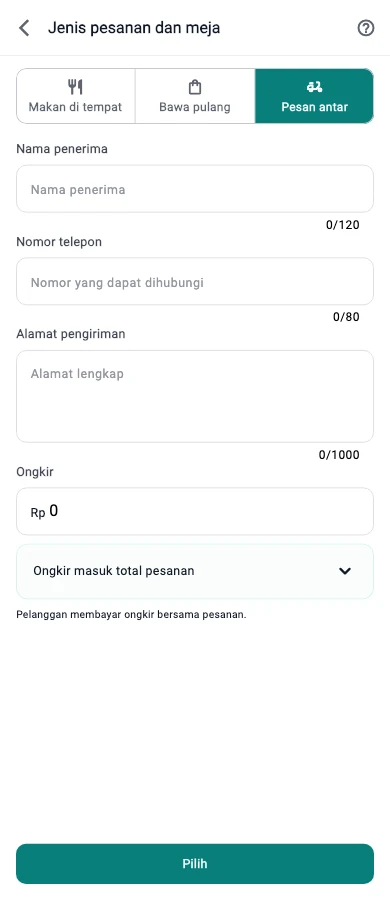 Jenis pesanan dan meja
Makan di tempat
Bawa pulang
Pesan antar
Nama penerima
Nama penerima
0/120
Nomor telepon
Nomor yang dapat dihubungi
0/80
Alamat pengiriman
Alamat lengkap
0/1000
Ongkir
Rp 0
Ongkir masuk total pesanan
Pelanggan membayar ongkir bersama pesanan.
Pilih